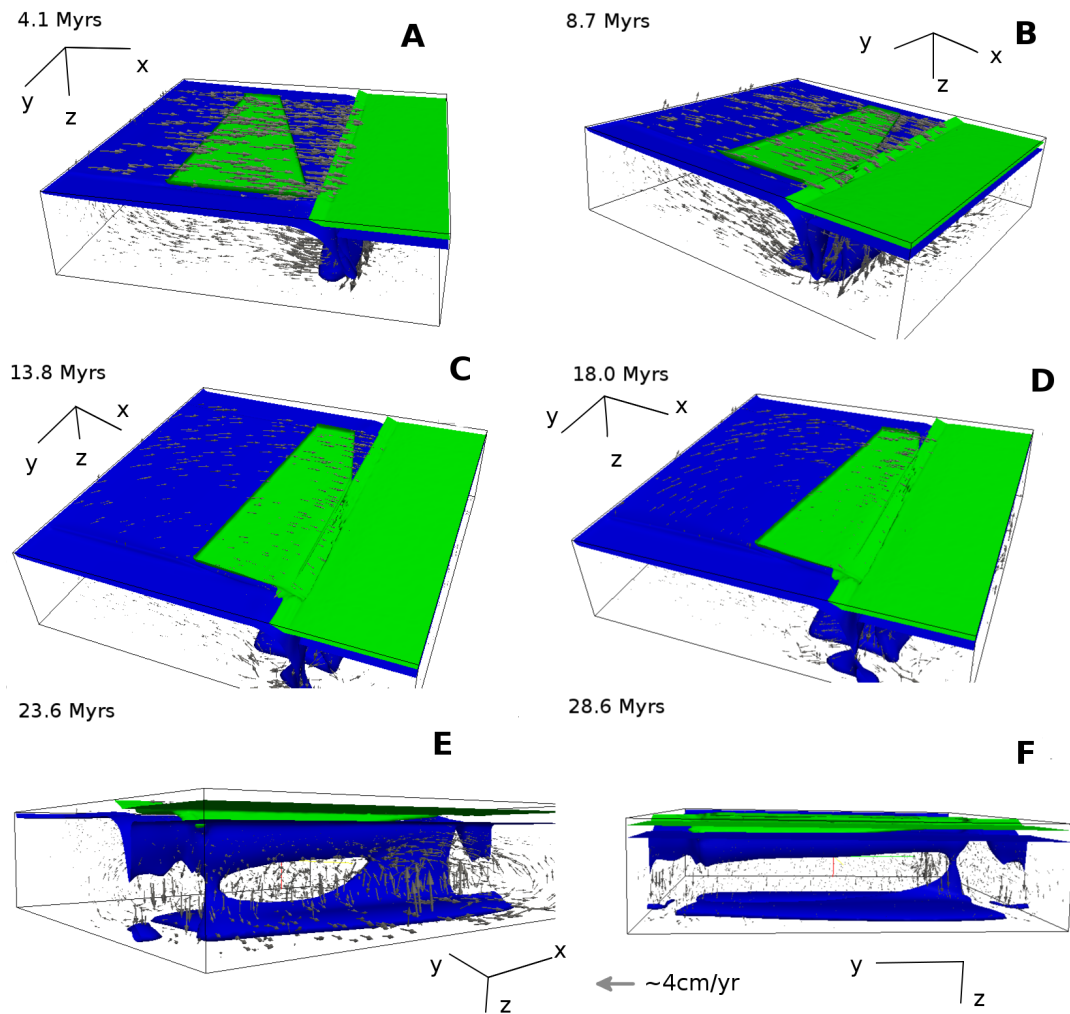 4.1 Myrs
A
x
y
z
8.7 Myrs
B
y
x
z
13.8 Myrs
C
x
y
z
18.0 Myrs
D
y
x
z
23.6 Myrs
E
y
x
z
28.6 Myrs
F
y
z
~4cm/yr